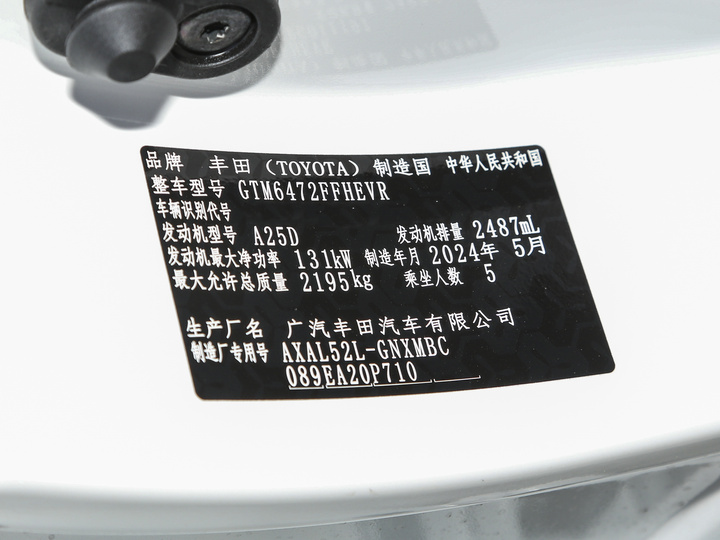 品牌 丰田（TOYOTA）制造国 中华人民共和国
整车型号 GTM6472FFHEVR
车辆识别代号
发动机型号 A25D 发动机排量 2487mL
发动机最大净功率 131kW 制造年月 2024年 5月
最大允许总质量 2195kg 乘坐人数 5
生产厂名 广汽丰田汽车有限公司
制造厂专用号 AXAL52L-GNXMBC
089EA20P710